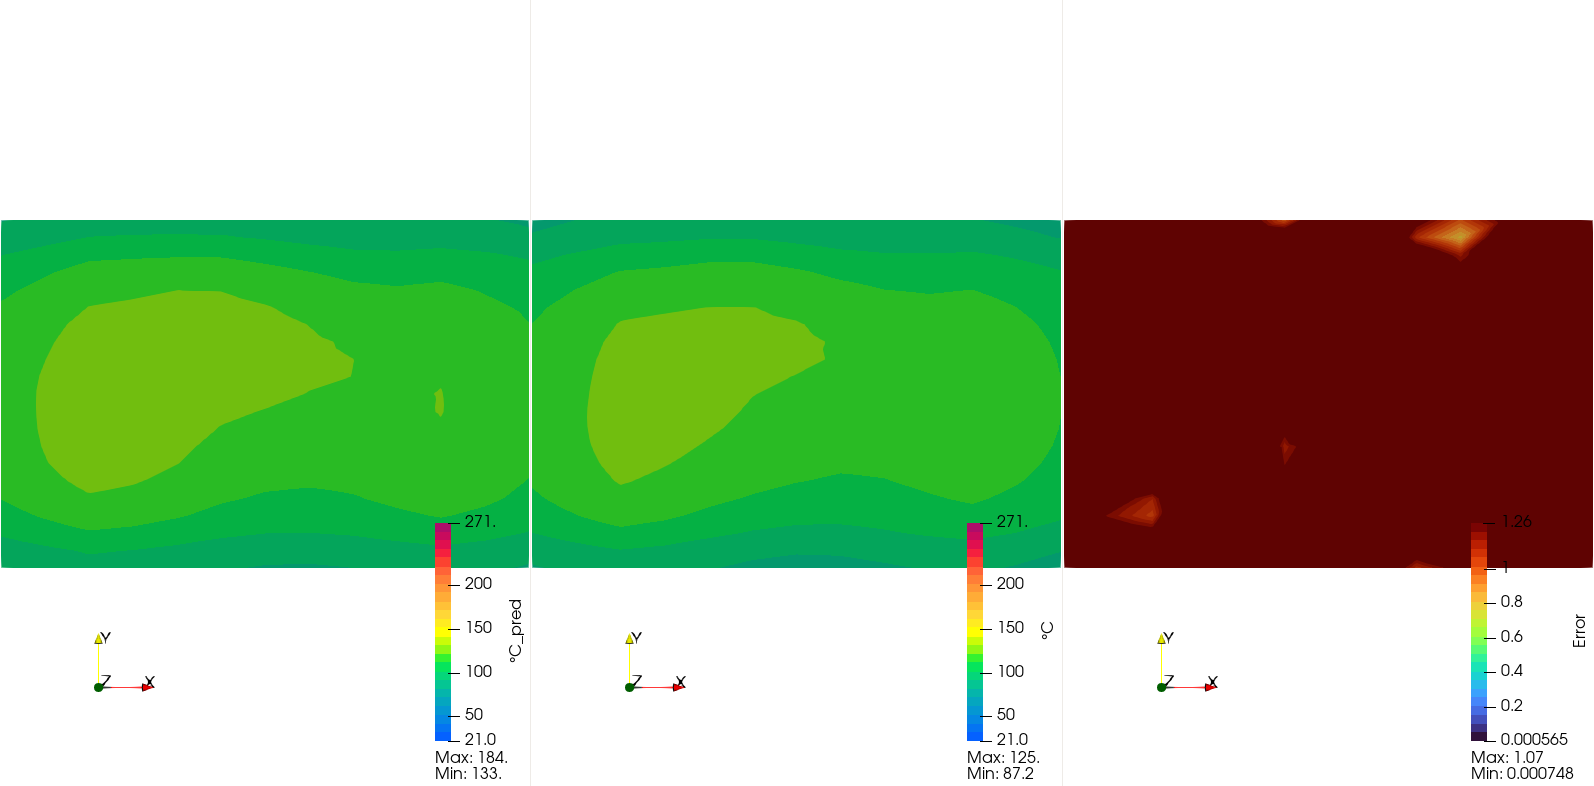 271.
200
150
100
50
21.0
°C_pred
Max: 184.
Min: 133.
Y
Z
X
271.
200
150
100
50
21.0
°C
Max: 125.
Min: 87.2
Y
Z
X
1.26
1
0.8
0.6
0.4
0.2
0.000565
Error
Max: 1.07
Min: 0.000748
Y
Z
X